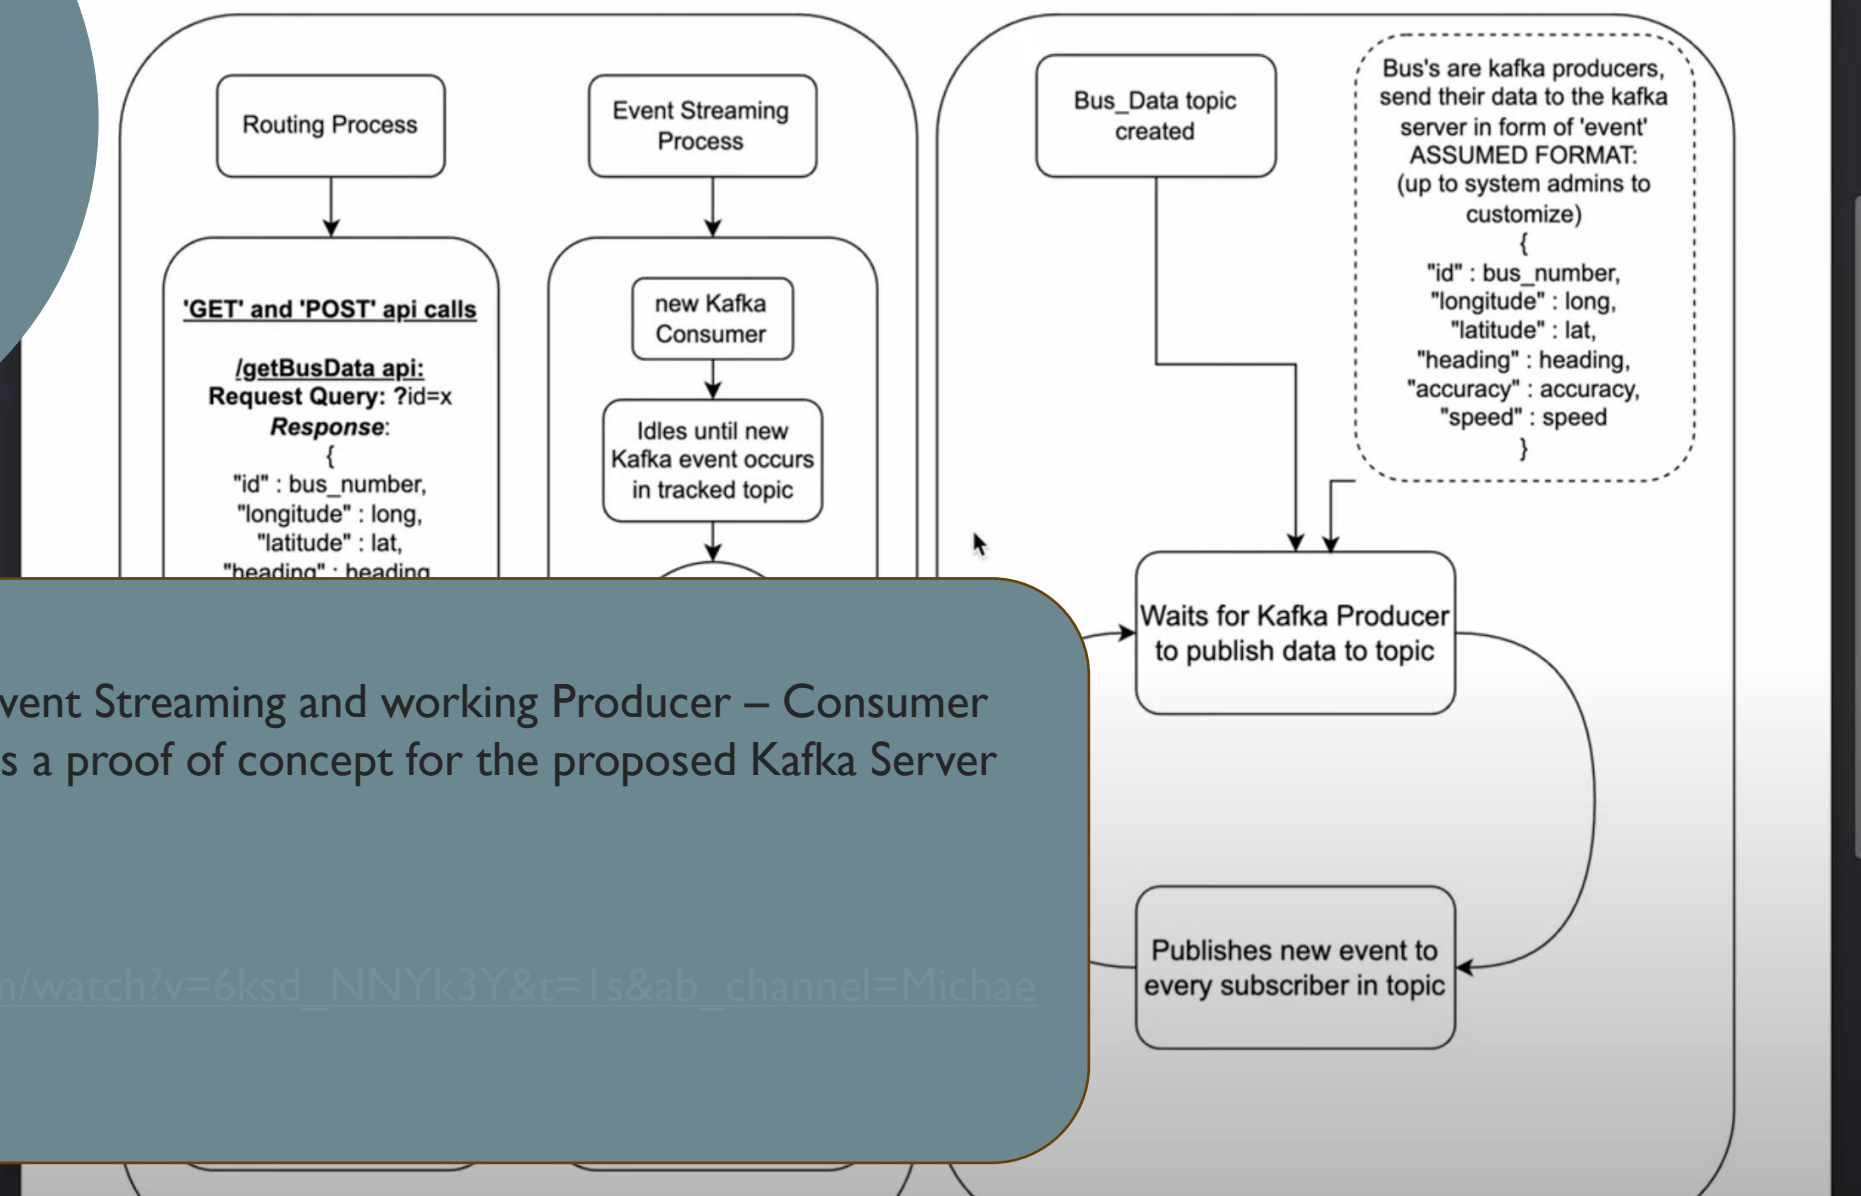 Routing Process
'GET' and 'POST' api calls
/getBusData api:
Request Query: ?id=x
Response:
{
"id" : bus_number,
"longitude" : long,
"latitude" : lat,
"heading" : heading
Event Streaming
Process
new Kafka
Consumer
Idles until new
Kafka event occurs
in tracked topic
Bus_Data topic
created
Bus's are kafka producers,
send their data to the kafka
server in form of 'event'
ASSUMED FORMAT:
(up to system admins to
customize)
{
"id" : bus_number,
"longitude" : long,
"latitude" : lat,
"heading" : heading,
"accuracy" : accuracy,
"speed" : speed
}
Waits for Kafka Producer
to publish data to topic
Publishes new event to
every subscriber in topic
vent Streaming and working Producer – Consumer
s a proof of concept for the proposed Kafka Server
m/watch?v=6ksd_NNYk3Y&t=1s&ab_channel=Michae